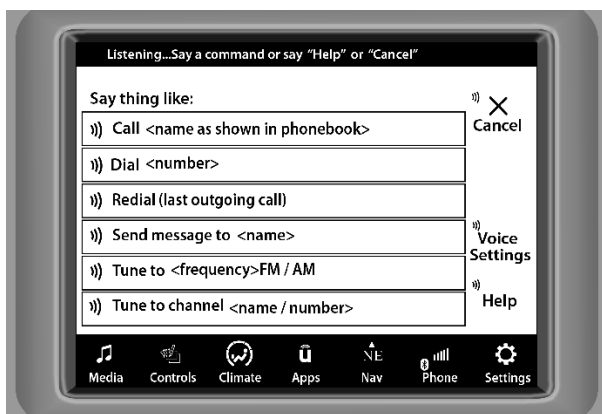 Listening...Say a command or say “Help” or “Cancel”
Say thing like:
Call <name as shown in phonebook>
Dial <number>
Redial (last outgoing call)
Send message to <name>
Tune to <frequency>FM / AM
Tune to channel <name / number>
Cancel
Voice
Settings
Help
NE
Media Controls Climate Apps Nav Phone Settings